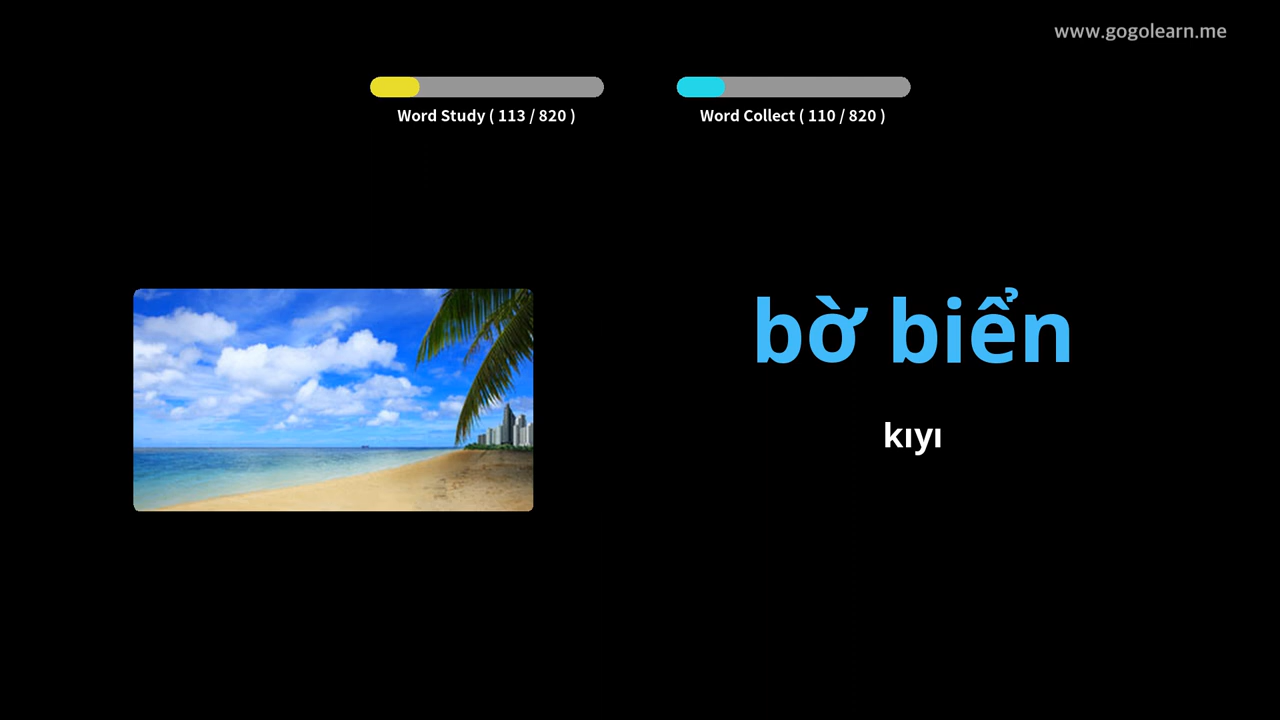 www.gogolearn.me
Word Study ( 113 / 820 )
Word Collect ( 110 / 820 )
bờ biển
kıyı